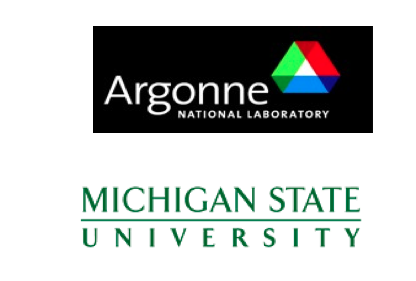 Argonne
NATIONAL LABORATORY
MICHIGAN STATE
UNIVERSITY